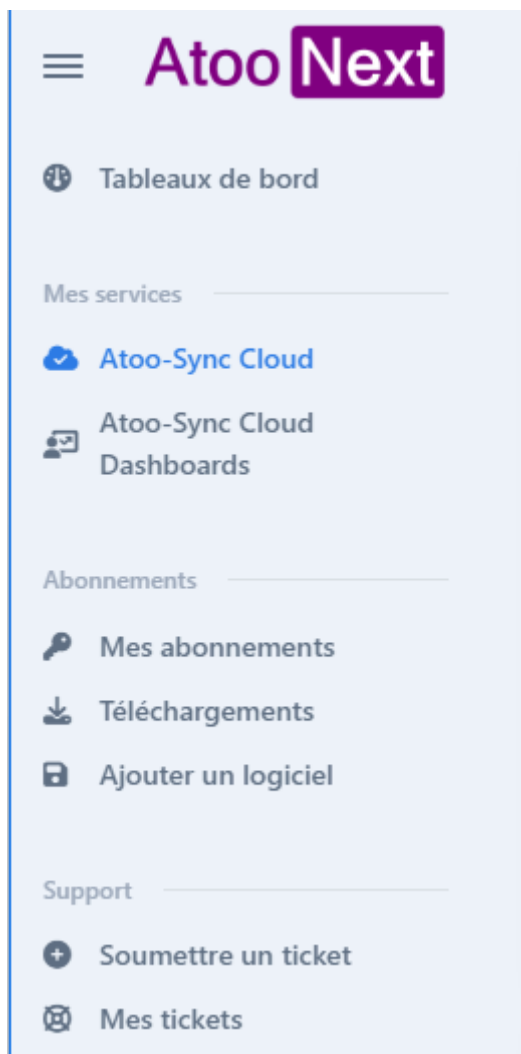 Atoo Next
Tableaux de bord
Mes services
Atoo-Sync Cloud
Atoo-Sync Cloud
Dashboards
Abonnements
Mes abonnements
Téléchargements
Ajouter un logiciel
Support
Soumettre un ticket
Mes tickets